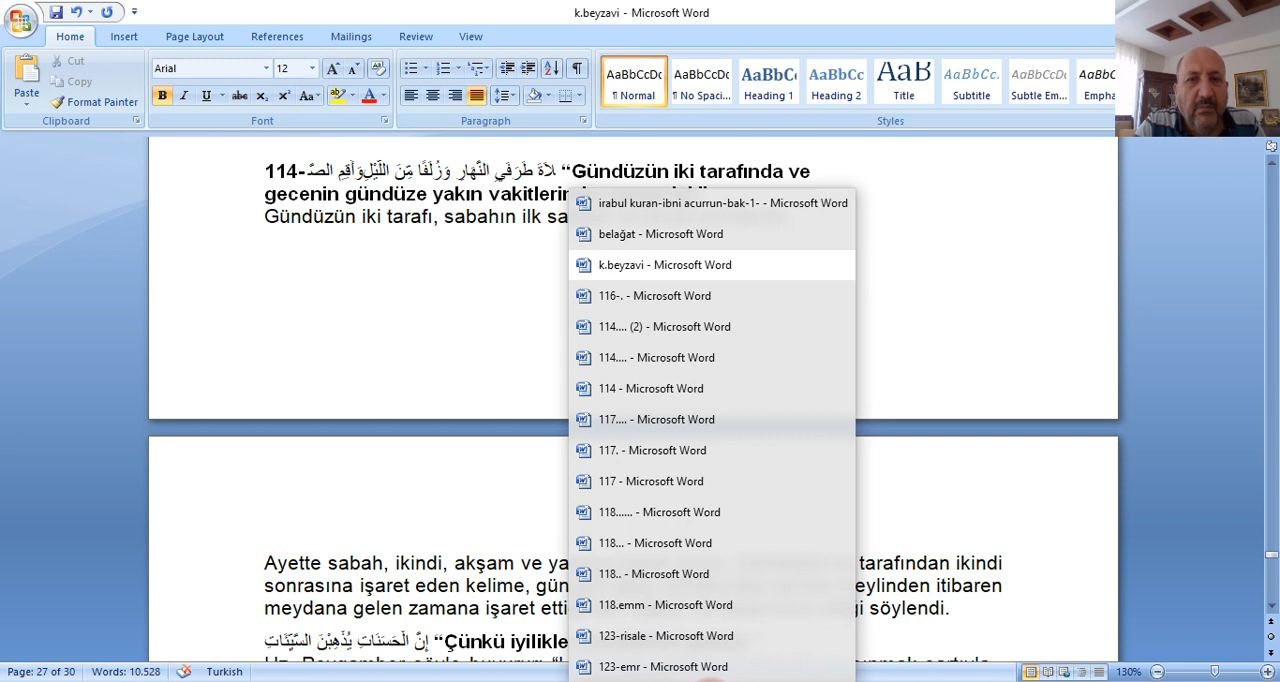 k.beyzavi - Microsoft Word
Home Insert Page Layout References Mailings Review View
Paste
Cut
Copy
Format Painter
Clipboard
Arial 12
Font
Paragraph
AaBbCcDc
¶ Normal
AaBbCcDc
¶ No Spaci...
AaBbC
Heading 1
AaBbCc
Heading 2
AaB
Title
AaBbCc.
Subtitle
AaBbCcDc
Subtle Em...
AaBbC
Empha
Styles
114-وَأَقِمِ الصَّلاَةَ طَرَفَيِ النَّهَارِ وَزُلَفًا مِّنَ اللَّيْلِ “Gündüzün iki tarafında ve
gecenin gündüze yakın vakitlerin
Gündüzün iki tarafı, sabahın ilk sa
irabul kuran-ibni acurrun-bak-1- - Microsoft Word
belağat - Microsoft Word
k.beyzavi - Microsoft Word
116-. - Microsoft Word
114.... (2) - Microsoft Word
114.... - Microsoft Word
114 - Microsoft Word
117.... - Microsoft Word
117. - Microsoft Word
117 - Microsoft Word
118...... - Microsoft Word
118... - Microsoft Word
118.. - Microsoft Word
118.emm - Microsoft Word
123-risale - Microsoft Word
123-emr - Microsoft Word
Ayette sabah, ikindi, akşam ve ya tarafından ikindi
sonrasına işaret eden kelime, gün eylinden itibaren
meydana gelen zamana işaret etti söylendi.
إِنَّ الْحَسَنَاتِ يُذْهِبْنَ السَّيِّئَاتِ “Çünkü iyilikle
Page: 27 of 30 Words: 10.528 Turkish 130%